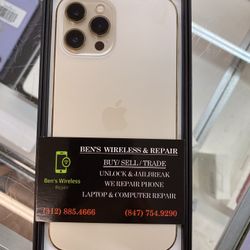 BEN'S WIRELESS & REPAIR
BUY/ SELL / TRADE
UNLOCK & JAILBREAK
WE REPAIR PHONE
LAPTOP & COMPUTER REPAIR
Ben's Wireless
Repair
(312) 885.4666 (847) 754.9290